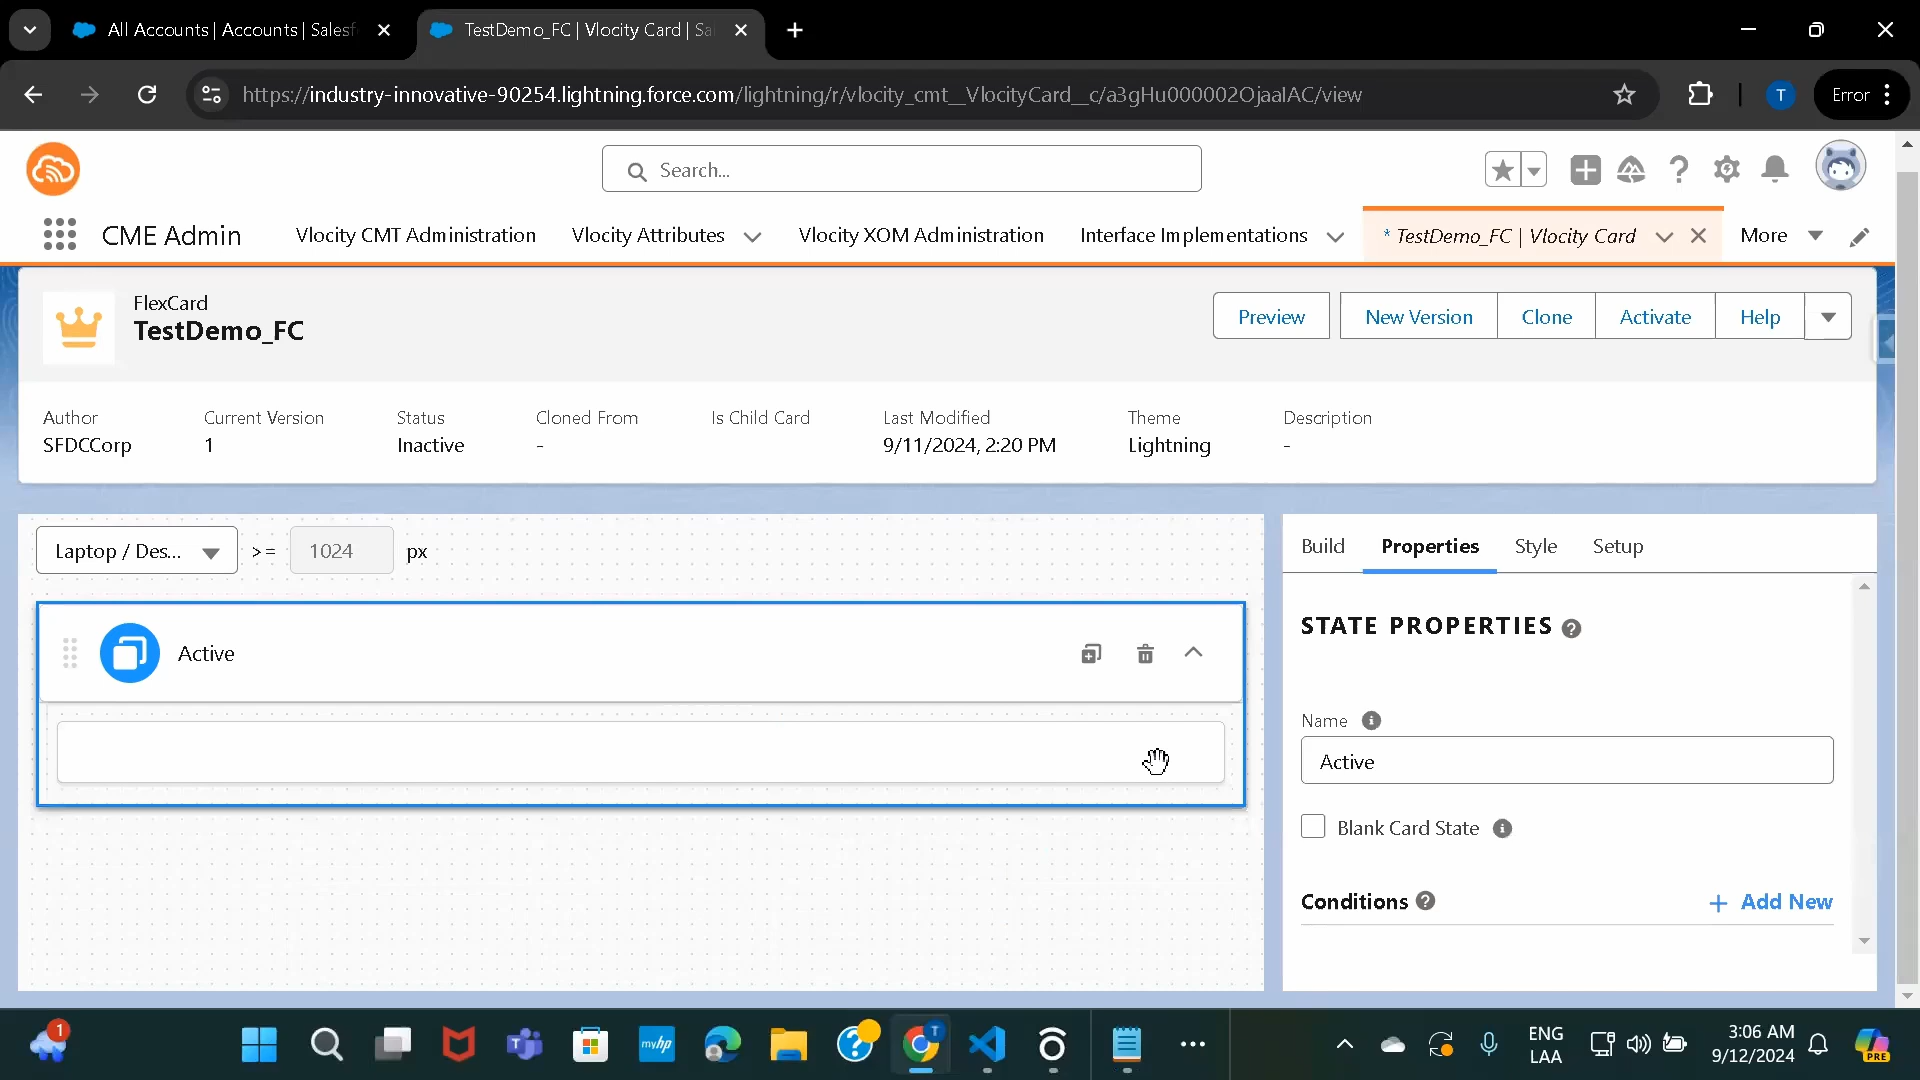 All Accounts | Accounts | Salesf
TestDemo_FC | Vlocity Card | Sa
https://industry-innovative-90254.lightning.force.com/lightning/r/vlocity_cmt__VlocityCard__c/a3gHu000002OjaaIAC/view
T
Error
Search...
CME Admin
Vlocity CMT Administration
Vlocity Attributes
Vlocity XOM Administration
Interface Implementations
* TestDemo_FC | Vlocity Card
More
FlexCard
TestDemo_FC
Preview
New Version
Clone
Activate
Help
Author
Current Version
Status
Cloned From
Is Child Card
Last Modified
Theme
Description
SFDCCorp
1
Inactive
-
9/11/2024, 2:20 PM
Lightning
-
Laptop / Des...
>=
1024
px
Build
Properties
Style
Setup
Active
STATE PROPERTIES
Name
Active
Blank Card State
Conditions
+ Add New
1
myhp
T
ENG
LAA
3:06 AM
9/12/2024
PRE